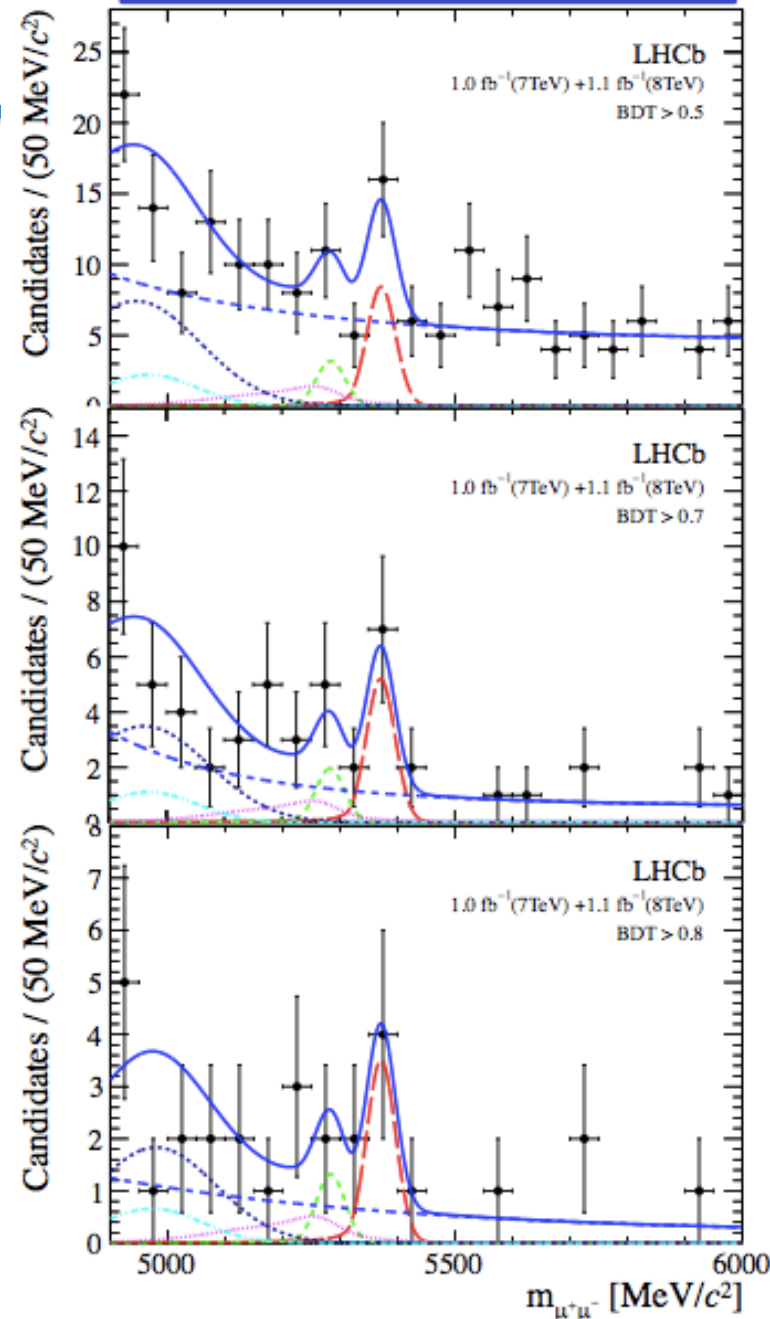 Candidates / (50 MeV/c²)
25
20
15
10
5
0
LHCb
1.0 fb⁻¹(7TeV) +1.1 fb⁻¹(8TeV)
BDT > 0.5
Candidates / (50 MeV/c²)
14
12
10
8
6
4
2
0
LHCb
1.0 fb⁻¹(7TeV) +1.1 fb⁻¹(8TeV)
BDT > 0.7
Candidates / (50 MeV/c²)
8
7
6
5
4
3
2
1
0
LHCb
1.0 fb⁻¹(7TeV) +1.1 fb⁻¹(8TeV)
BDT > 0.8
5000 5500 6000
m_μ⁺μ⁻ [MeV/c²]